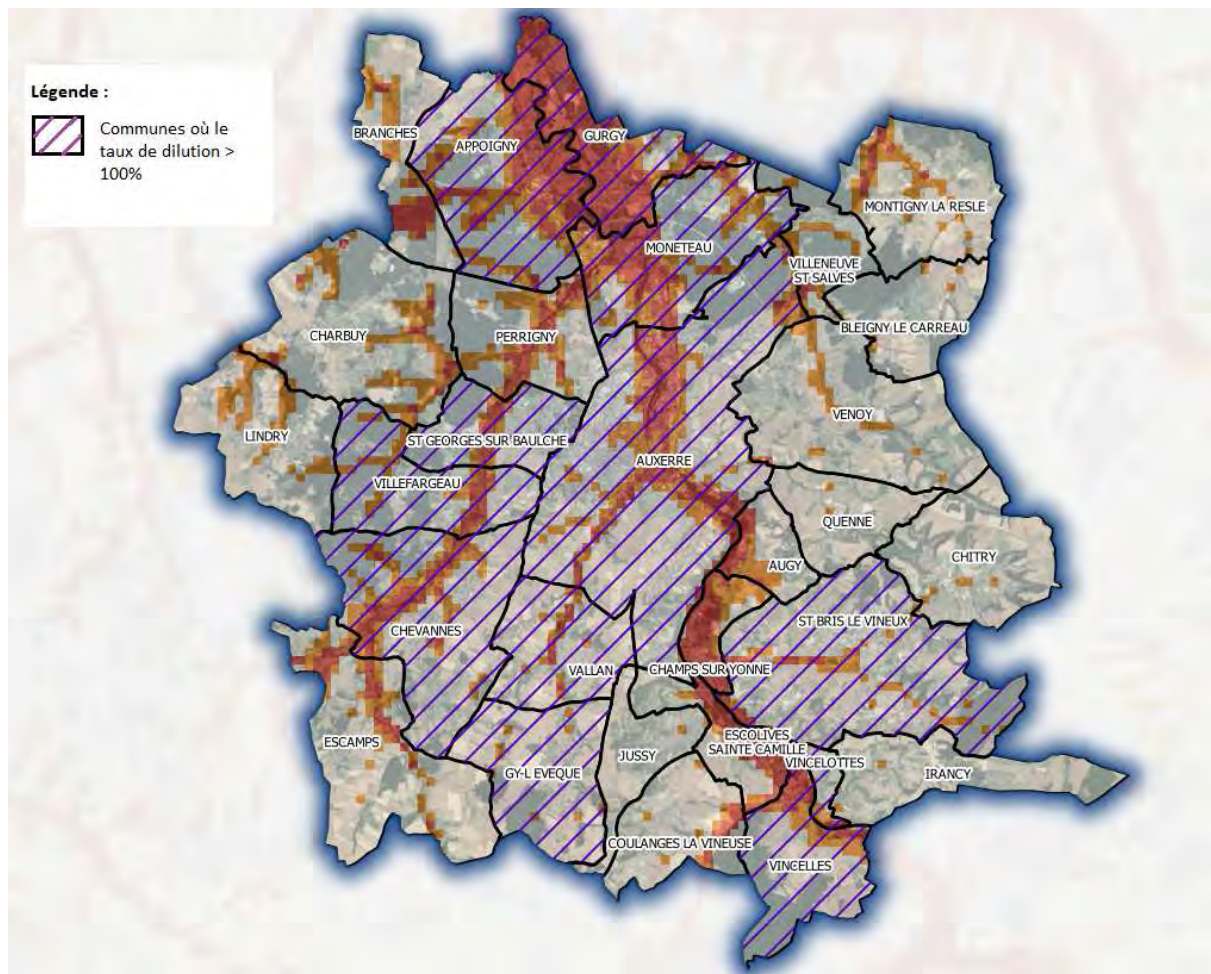 Légende :
Communes où le
taux de dilution >
100%
BRANCHES
APPOIGNY
GURGY
MONTIGNY LA RESLE
MONETEAU
VILLENEUVE
ST SALVES
CHARBUY
PERRIGNY
BLEIGNY LE CARREAU
LINDRY
ST GEORGES SUR BAULCHE
VENOY
VILLEFARGEAU
AUXERRE
QUENNE
CHITRY
AUGY
CHEVANNES
ST BRIS LE VINEUX
VALLAN
CHAMPS SUR YONNE
ESCAMPS
JUSSY
ESCOLIVES
SAINTE CAMILLE
VINCELOTTES
GY-L EVEQUE
IRANCY
COULANGES LA VINEUSE
VINCELLES